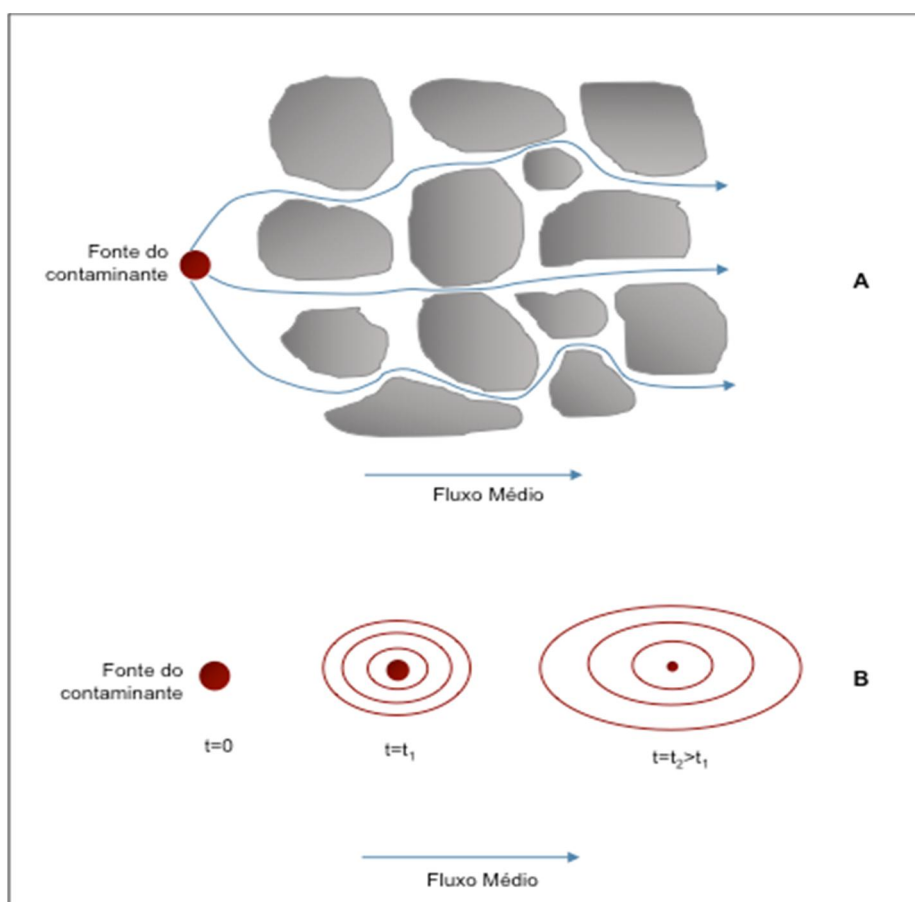 Fonte do
contaminante
A
Fluxo Médio
Fonte do
contaminante
B
t=0
t=t₁
t=t₂>t₁
Fluxo Médio